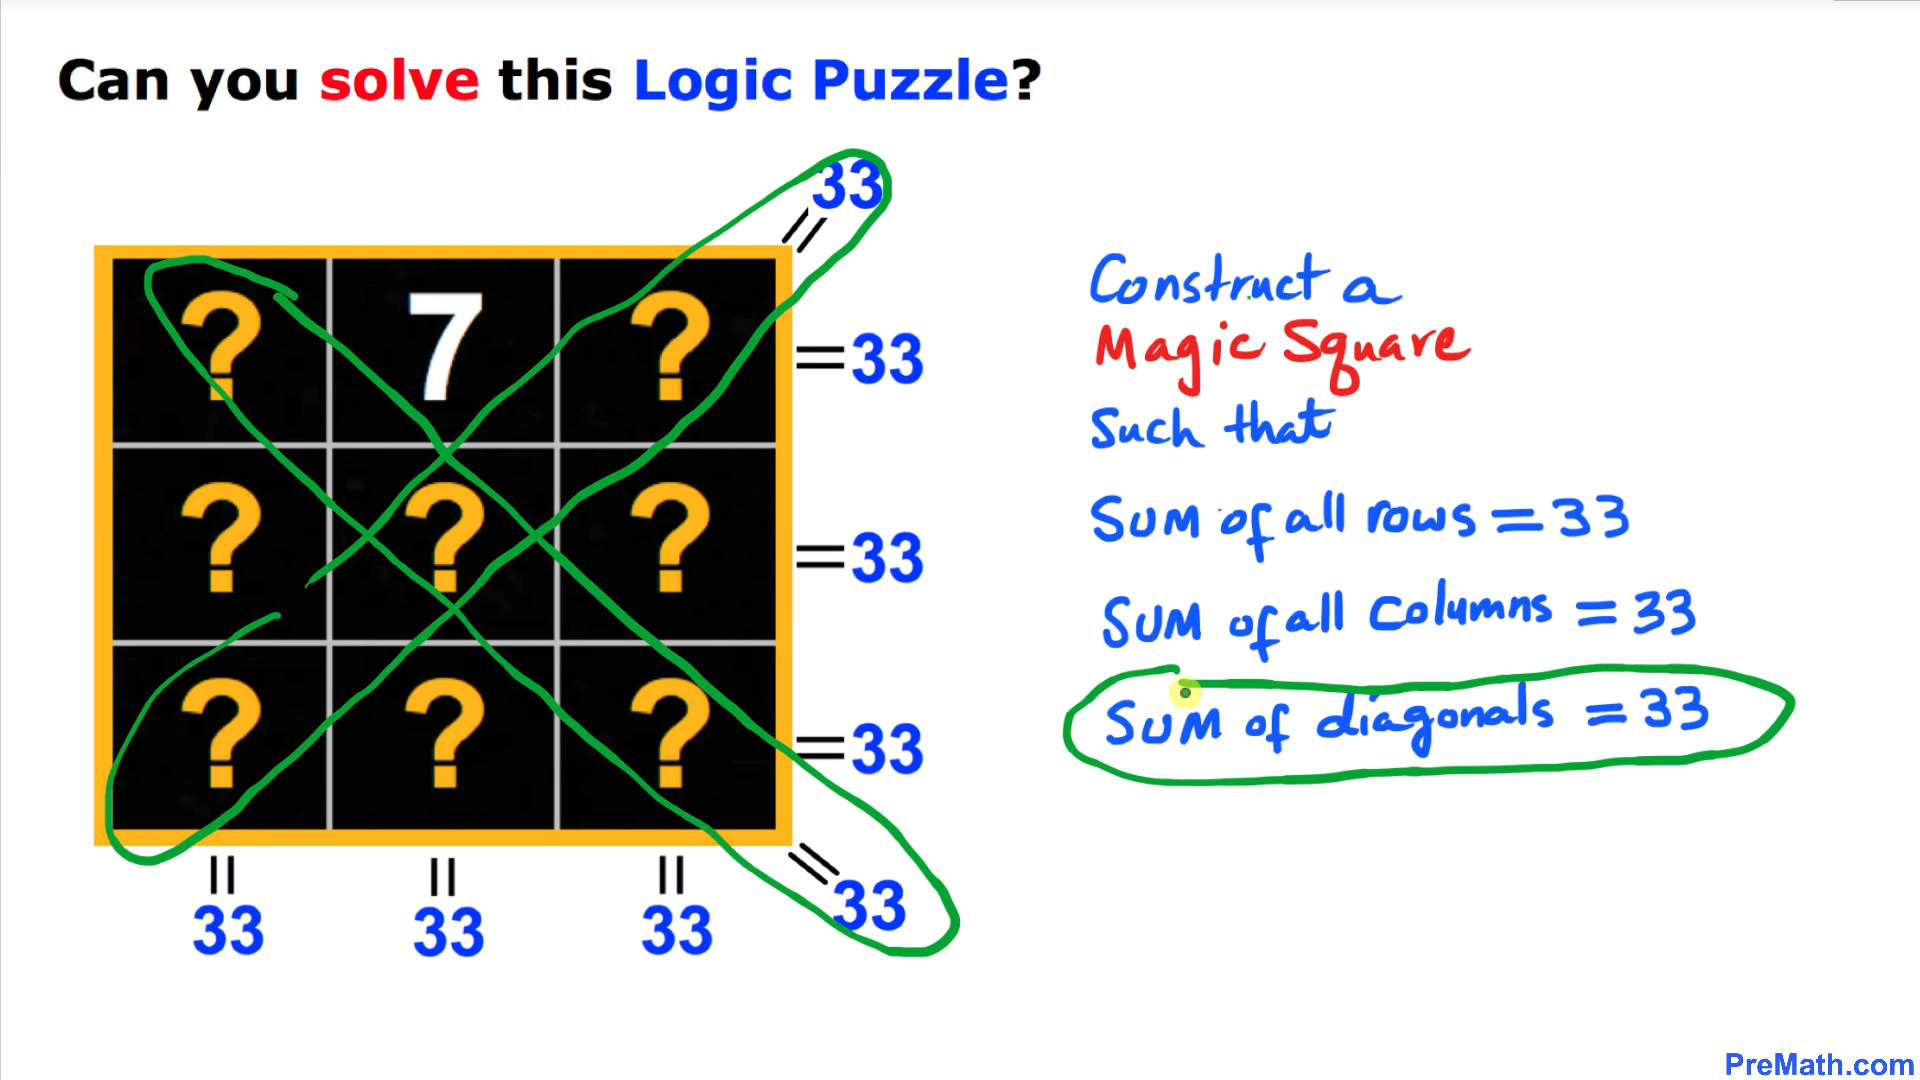 Can you solve this Logic Puzzle?
33
=
? 7 ? =33
? ? ? =33
? ? ? =33
= = = =
33 33 33 33
Construct a
Magic Square
Such that
Sum of all rows = 33
Sum of all Columns = 33
Sum of diagonals = 33
PreMath.com